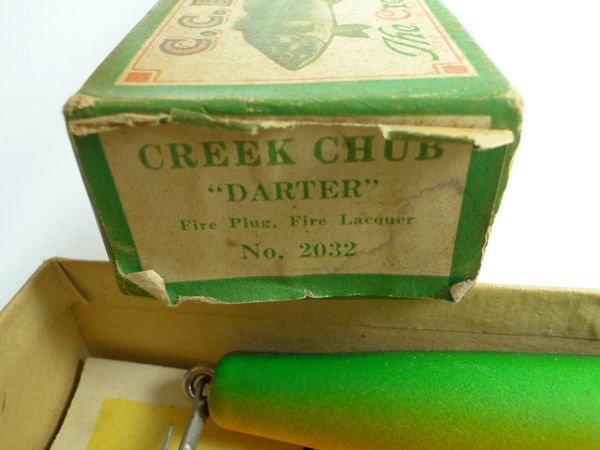 C.C.
The
CREEK CHUB
"DARTER"
Fire Plug, Fire Lacquer
No. 2032